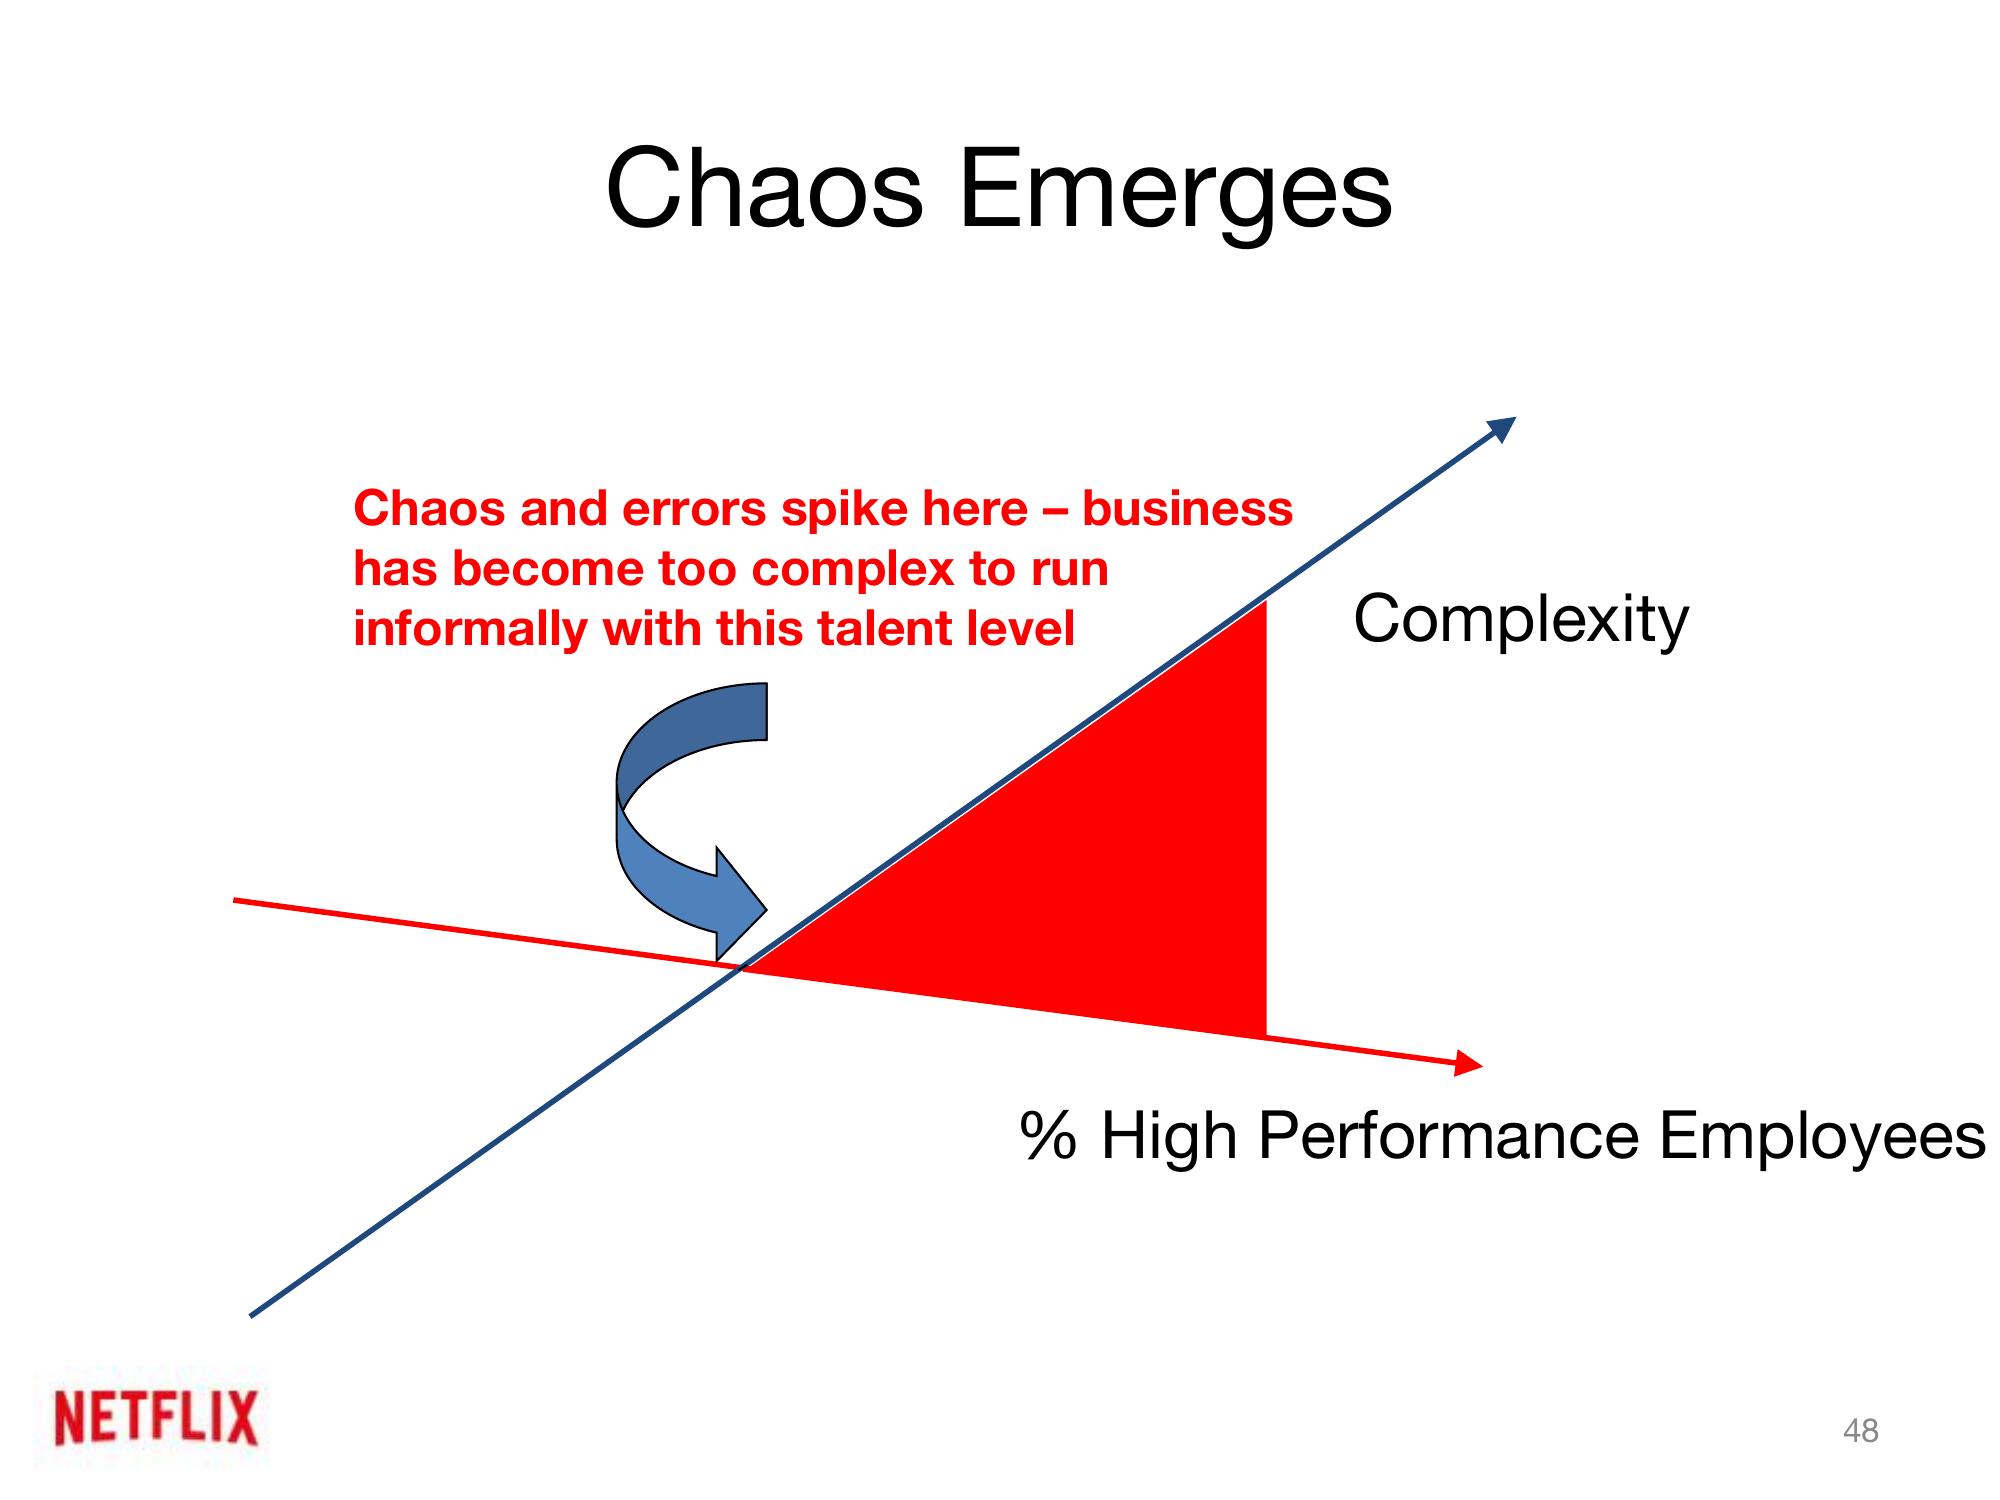 Chaos Emerges
Chaos and errors spike here – business
has become too complex to run
informally with this talent level
Complexity
% High Performance Employees
NETFLIX
48